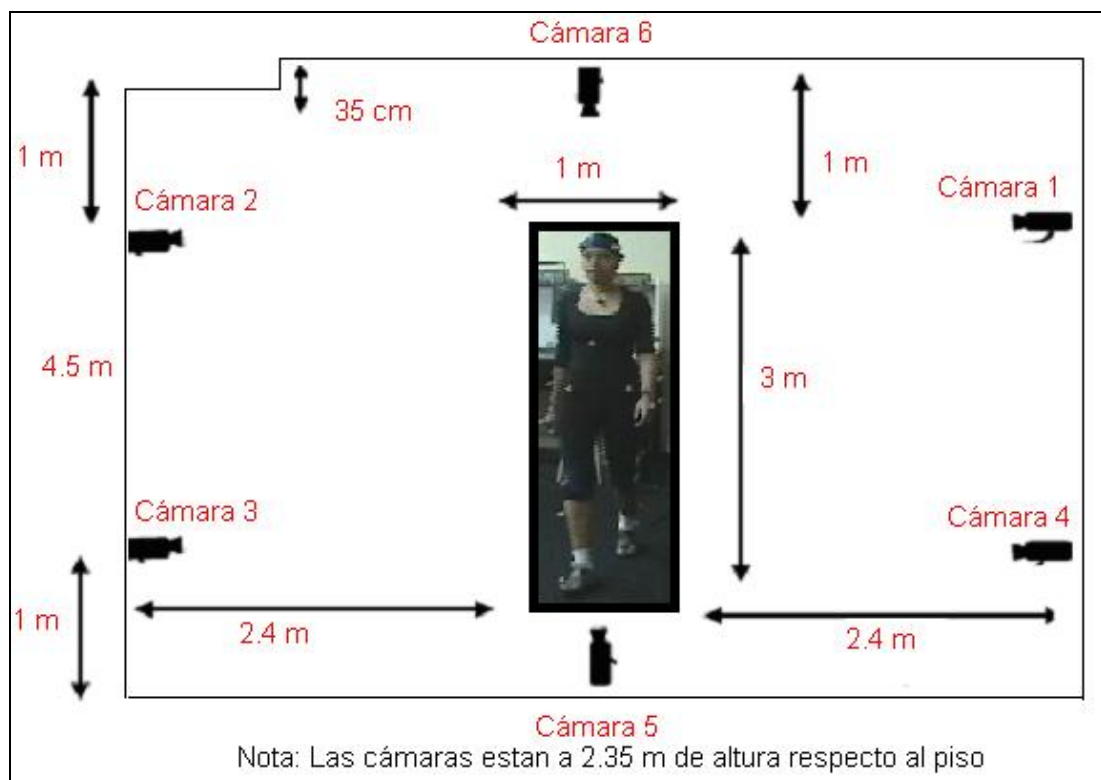 Cámara 6
35 cm
1 m
1 m
1 m
Cámara 2
Cámara 1
4.5 m
3 m
Cámara 3
Cámara 4
1 m
2.4 m
2.4 m
Cámara 5
Nota: Las cámaras estan a 2.35 m de altura respecto al piso